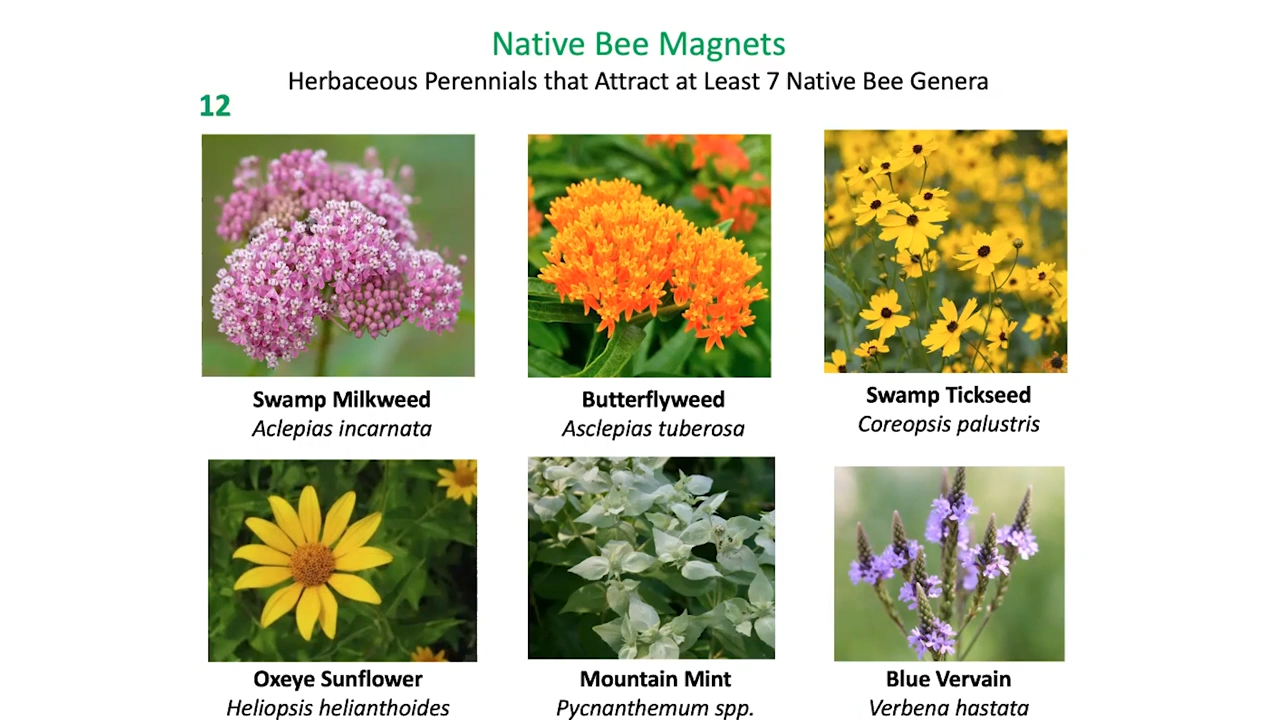 Native Bee Magnets
Herbaceous Perennials that Attract at Least 7 Native Bee Genera
12
Swamp Milkweed
Aclepias incarnata
Butterflyweed
Asclepias tuberosa
Swamp Tickseed
Coreopsis palustris
Oxeye Sunflower
Heliopsis helianthoides
Mountain Mint
Pycnanthemum spp.
Blue Vervain
Verbena hastata